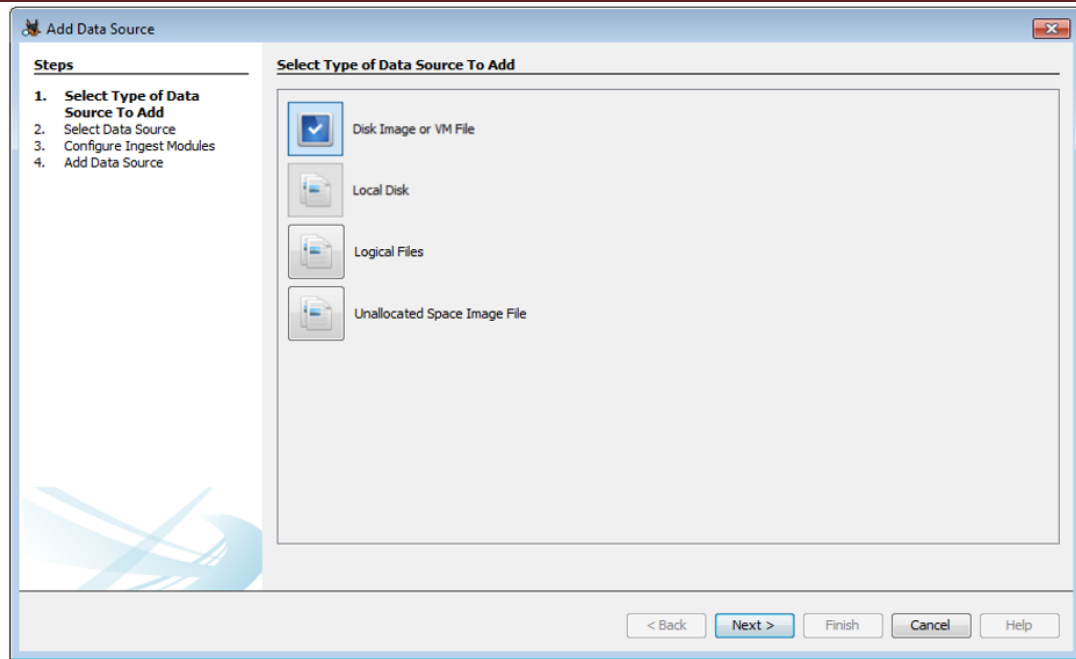 Add Data Source
Steps
1. Select Type of Data
Source To Add
2. Select Data Source
3. Configure Ingest Modules
4. Add Data Source
Select Type of Data Source To Add
Disk Image or VM File
Local Disk
Logical Files
Unallocated Space Image File
< Back
Next >
Finish
Cancel
Help